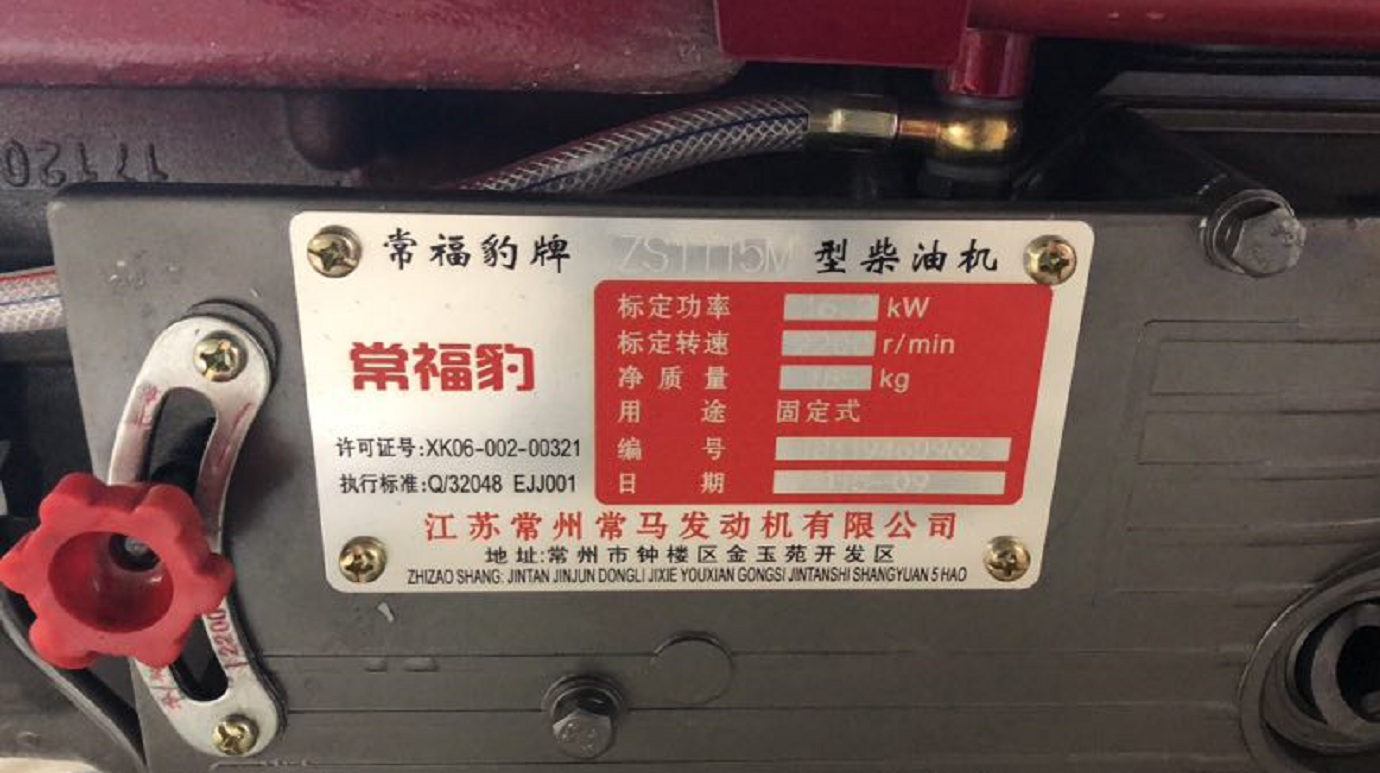 常福豹牌 ZS1115M 型柴油机
标定功率 kW
标定转速 2200 r/min
净质量 kg
用途 固定式
编号
日期
常福豹
许可证号:XK06-002-00321
执行标准:Q/32048 EJJ001
江苏常州常马发动机有限公司
地址:常州市钟楼区金玉苑开发区
ZHIZAO SHANG: JINTAN JINJUN DONGLI JIXIE YOUXIAN GONGSI JINTANSHI SHANGYUAN 5 HAO
2200